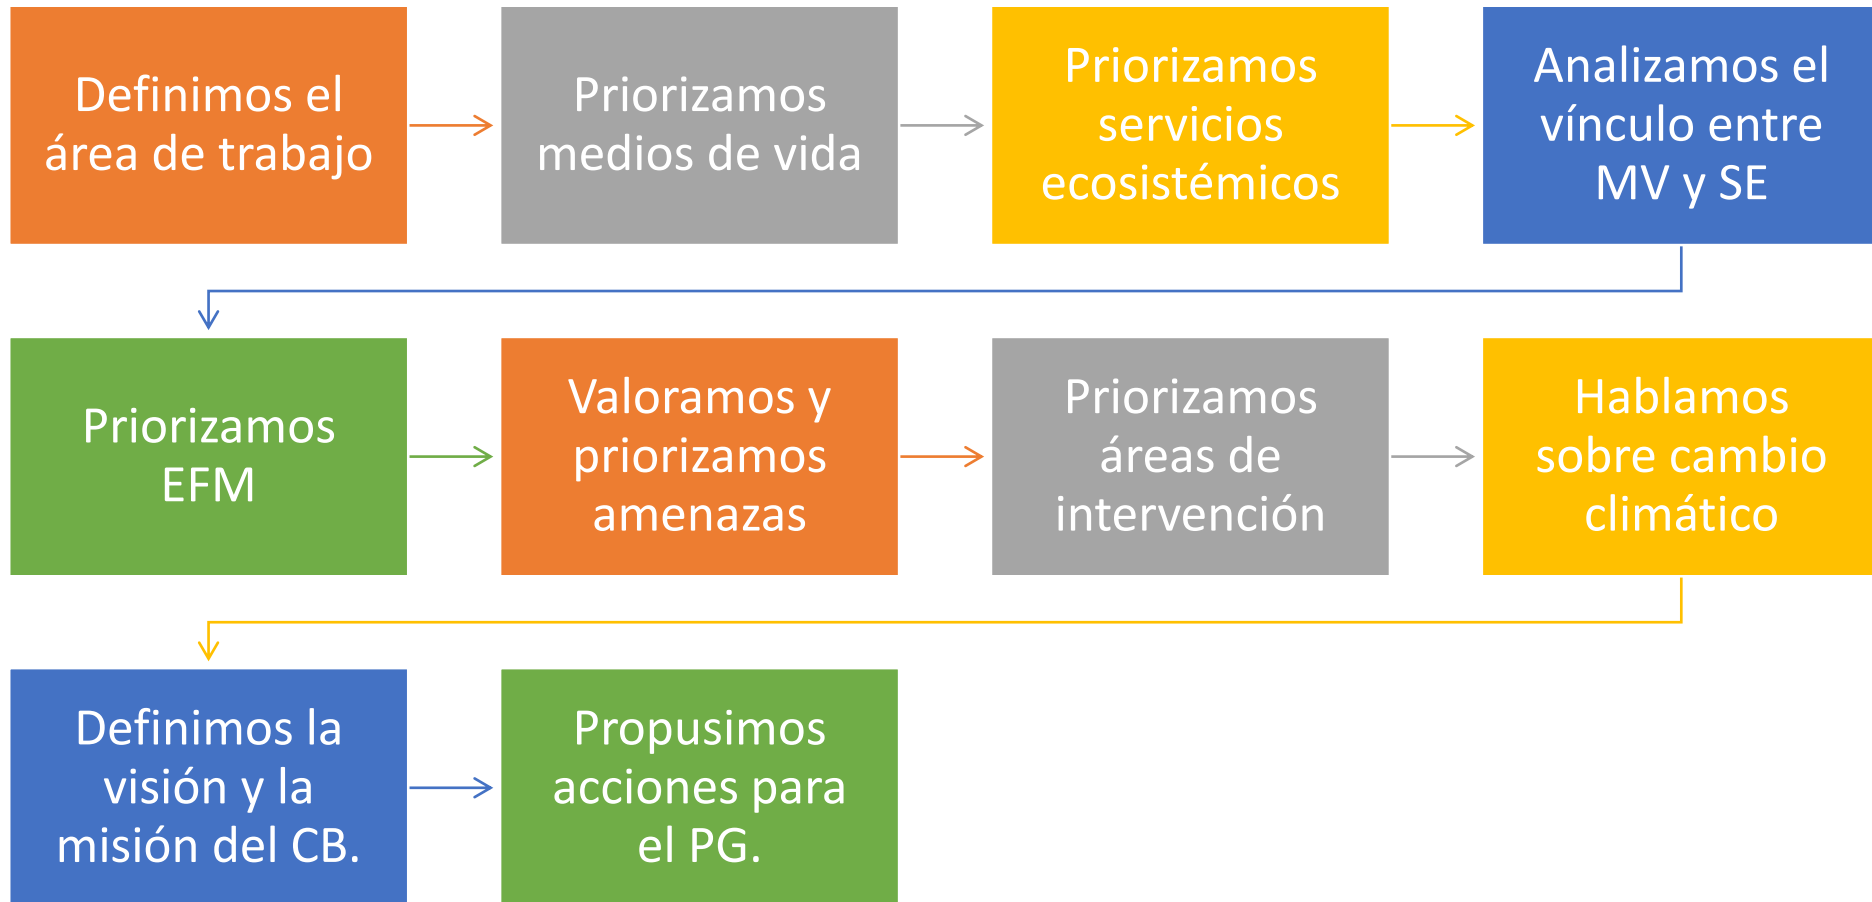 Definimos el
área de trabajo
Priorizamos
medios de vida
Priorizamos
servicios
ecosistémicos
Analizamos el
vínculo entre
MV y SE
Priorizamos
EFM
Valoramos y
priorizamos
amenazas
Priorizamos
áreas de
intervención
Hablamos
sobre cambio
climático
Definimos la
visión y la
misión del CB.
Propusimos
acciones para
el PG.